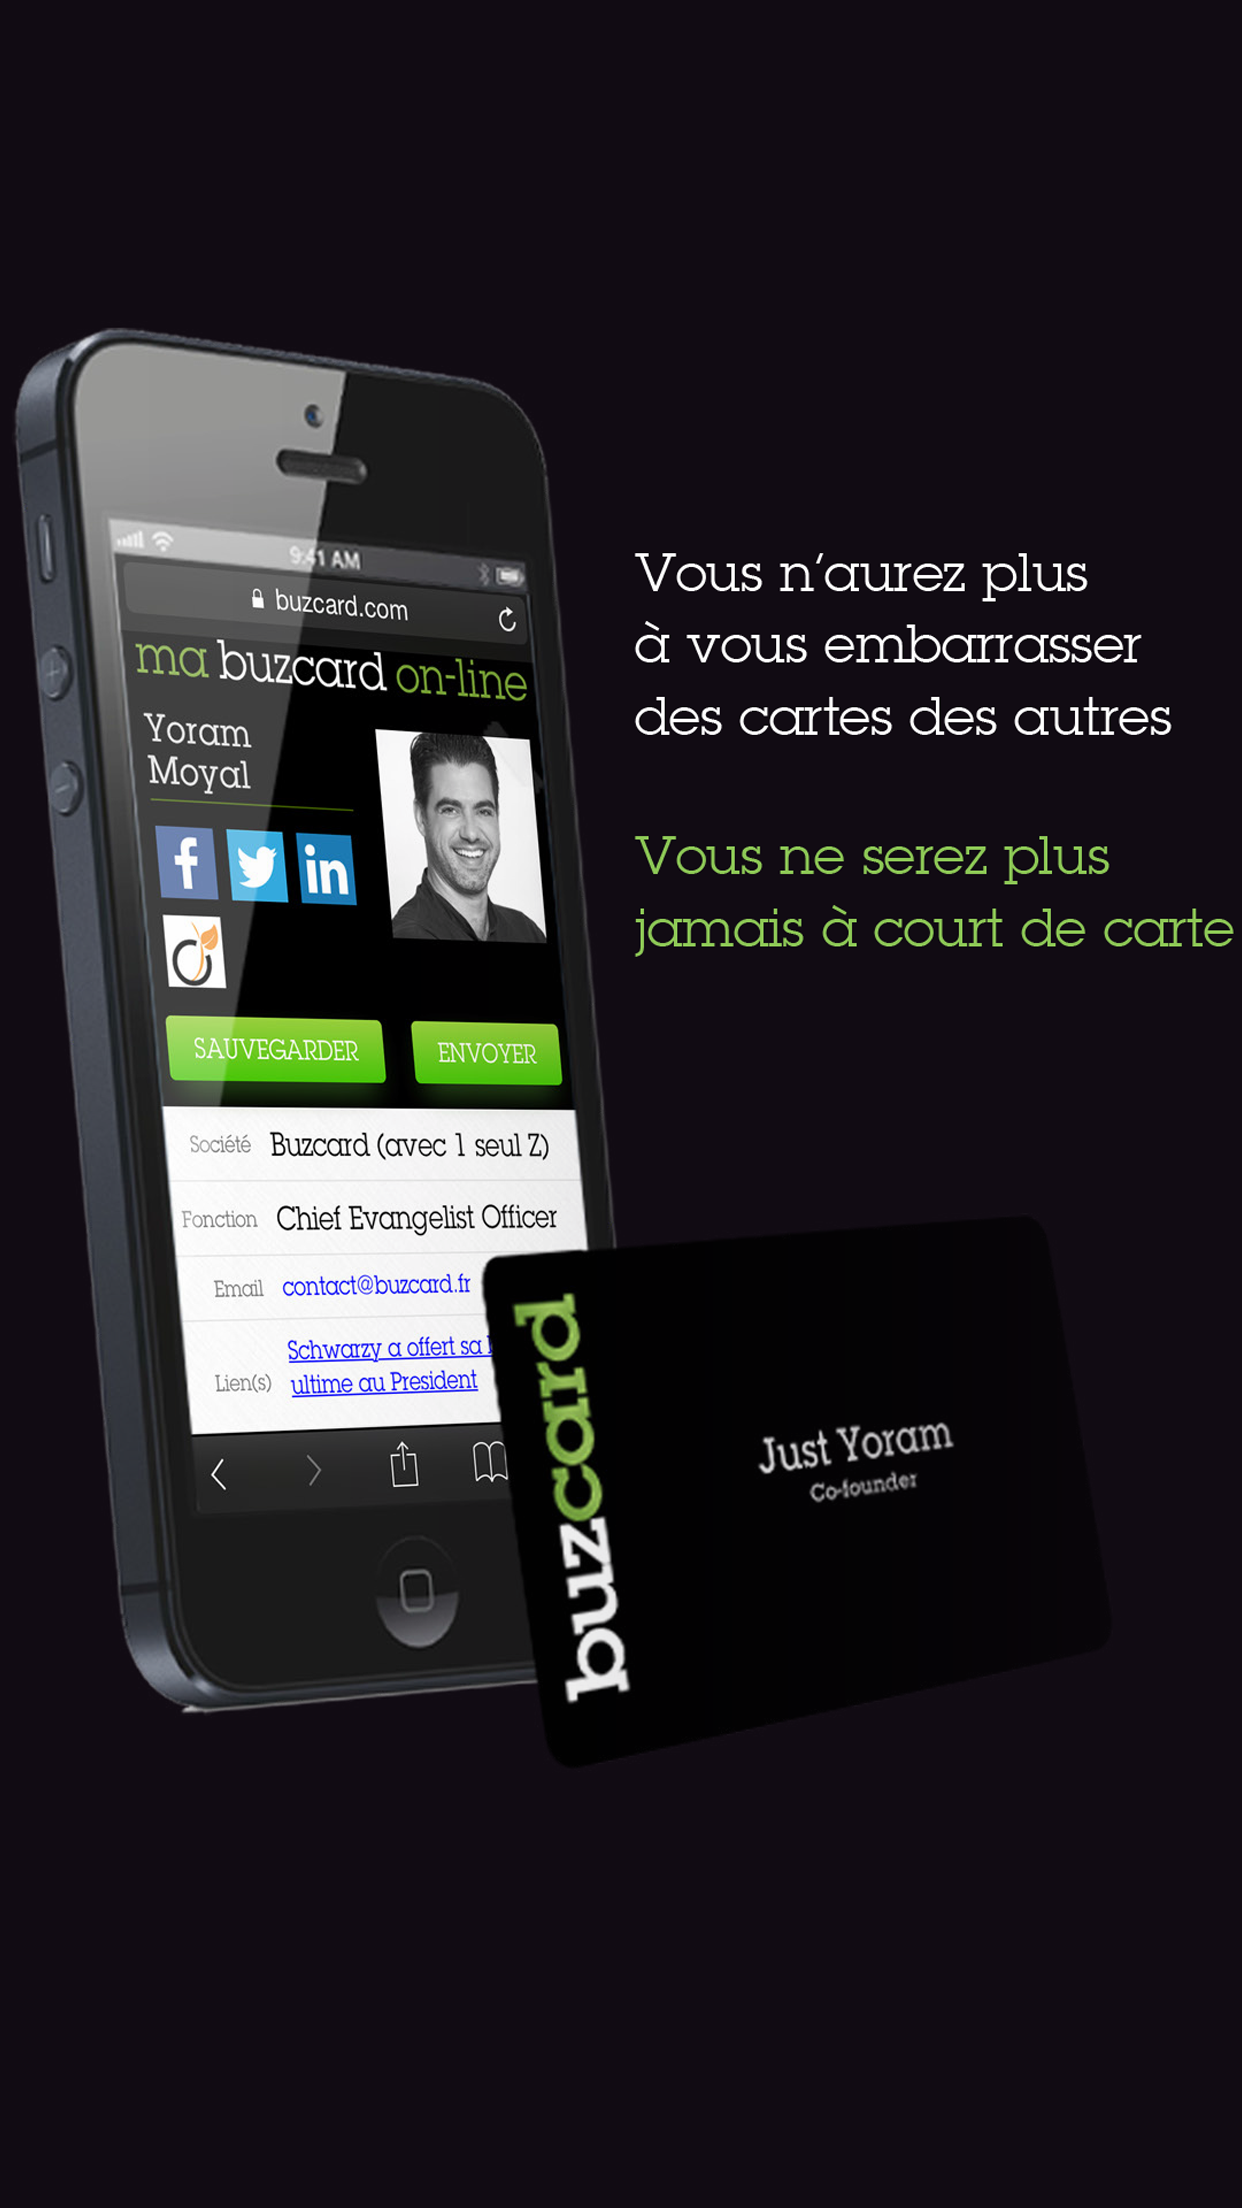 9:41 AM
buzcard.com
ma buzcard on-line
Yoram
Moyal
f
in
SAUVEGARDER
ENVOYER
Société Buzcard (avec 1 seul Z)
Fonction Chief Evangelist Officer
Email contact@buzcard.fr
Schwarzy a offert sa
Lien(s) ultime au President
Vous n'aurez plus
à vous embarrasser
des cartes des autres
Vous ne serez plus
jamais à court de carte
buzcard
Just Yoram
Co-founder